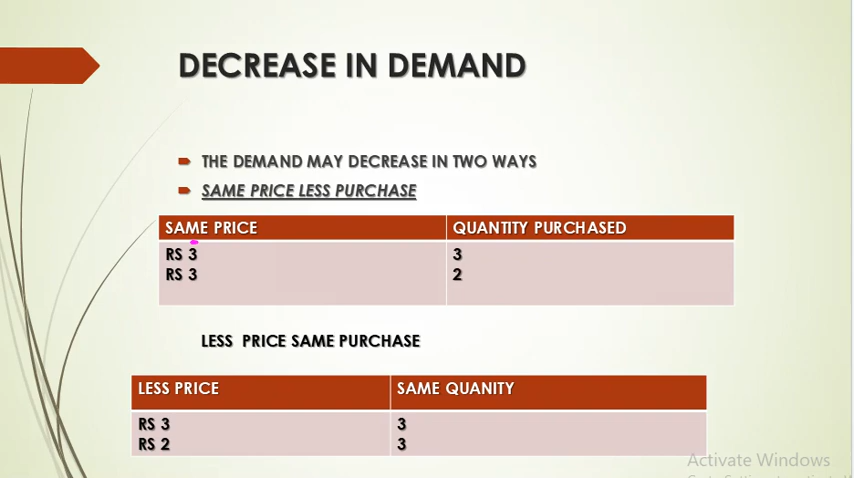 DECREASE IN DEMAND
THE DEMAND MAY DECREASE IN TWO WAYS
SAME PRICE LESS PURCHASE
SAME PRICE QUANTITY PURCHASED
RS 3 3
RS 3 2
LESS PRICE SAME PURCHASE
LESS PRICE SAME QUANITY
RS 3 3
RS 2 3
Activate Windows